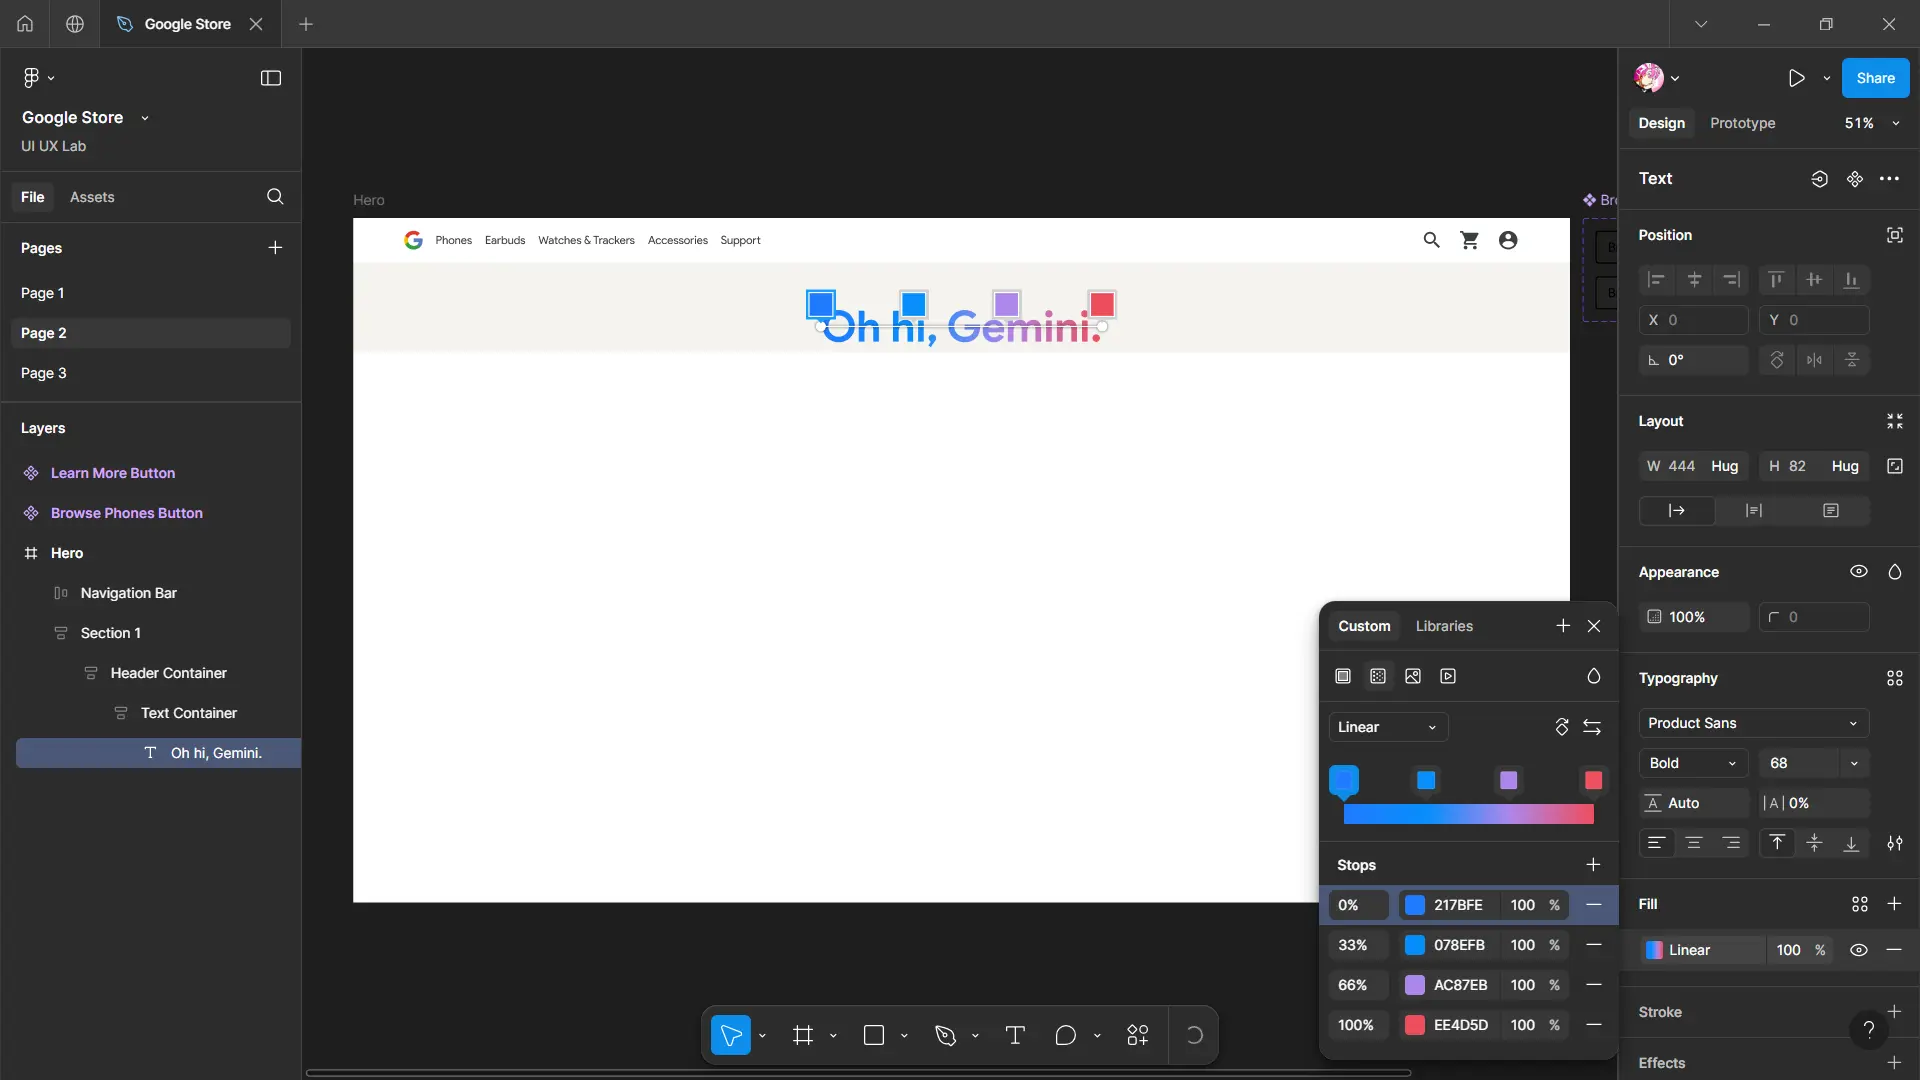 Google Store
Google Store
UI UX Lab
File
Assets
Pages
Page 1
Page 2
Page 3
Layers
Learn More Button
Browse Phones Button
Hero
Navigation Bar
Section 1
Header Container
Text Container
Oh hi, Gemini.
Hero
Phones
Earbuds
Watches & Trackers
Accessories
Support
Oh hi, Gemini.
Bro
B
B
Custom
Libraries
Linear
Stops
0% 217BFE 100 %
33% 078EFB 100 %
66% AC87EB 100 %
100% EE4D5D 100 %
Share
Design
Prototype
51%
Text
Position
X 0
Y 0
0°
Layout
W 444 Hug
H 82 Hug
Appearance
100%
0
Typography
Product Sans
Bold
68
Auto
|A| 0%
Fill
Linear 100 %
Stroke
Effects
?